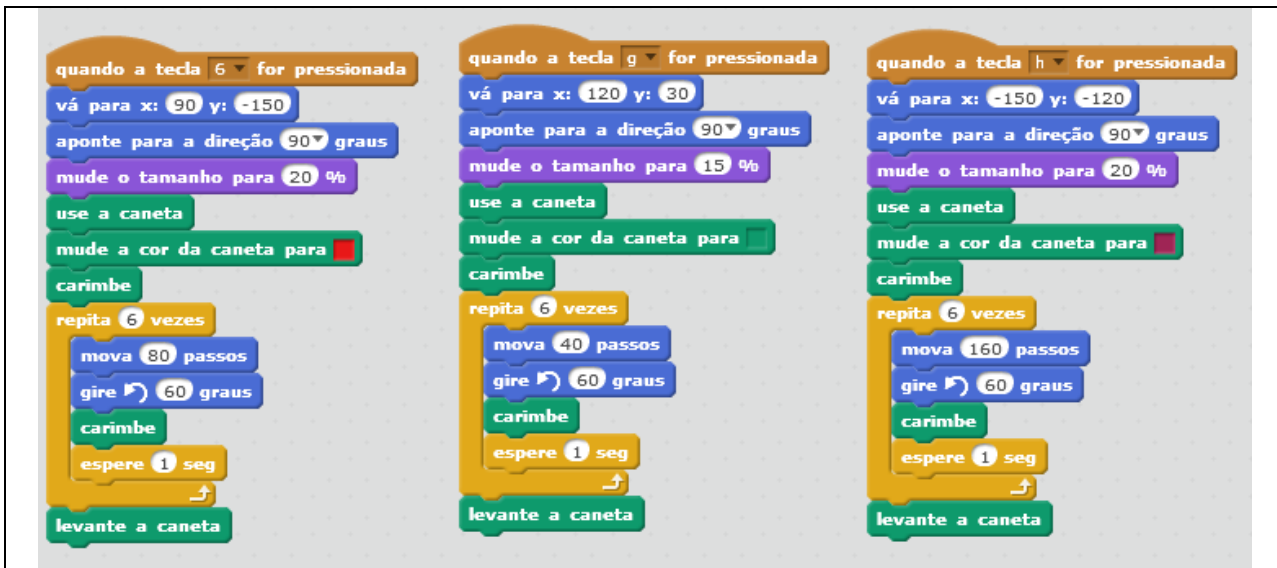 quando a tecla 6 for pressionada
vá para x: 90 y: -150
aponte para a direção 90 graus
mude o tamanho para 20 %
use a caneta
mude a cor da caneta para
carimbe
repita 6 vezes
mova 80 passos
gire 60 graus
carimbe
espere 1 seg
levante a caneta
quando a tecla g for pressionada
vá para x: 120 y: 30
aponte para a direção 90 graus
mude o tamanho para 15 %
use a caneta
mude a cor da caneta para
carimbe
repita 6 vezes
mova 40 passos
gire 60 graus
carimbe
espere 1 seg
levante a caneta
quando a tecla h for pressionada
vá para x: -150 y: -120
aponte para a direção 90 graus
mude o tamanho para 20 %
use a caneta
mude a cor da caneta para
carimbe
repita 6 vezes
mova 160 passos
gire 60 graus
carimbe
espere 1 seg
levante a caneta